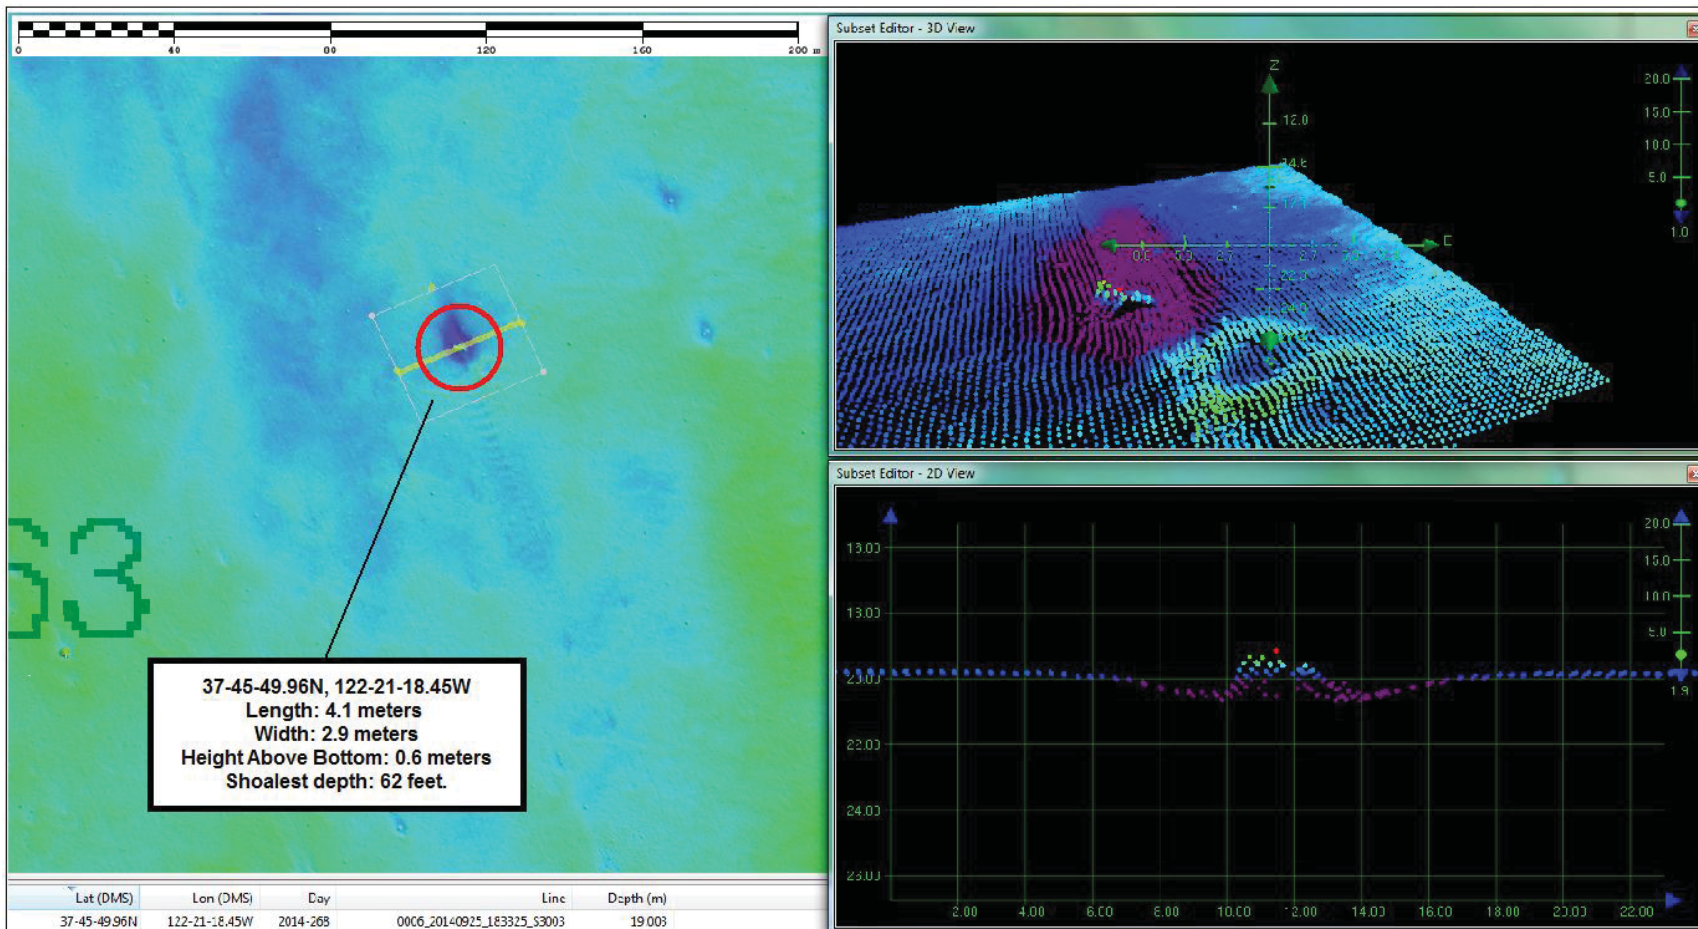 0 40 80 120 160 200 m
63
37-45-49.96N, 122-21-18.45W
Length: 4.1 meters
Width: 2.9 meters
Height Above Bottom: 0.6 meters
Shoalest depth: 62 feet.
Lat (DMS) Lon (DMS) Day Line Depth (m)
37-45-49.96N 122-21-18.45W 2014-268 0006_20140925_183325_S3003 19.003
Subset Editor - 3D View
Z
12.0
E
22.0
20.0
15.0
10.0
5.0
1.0
Subset Editor - 2D View
20.0
15.0
10.0
5.0
1.9
22.00
24.00
2.00 4.00 6.00 8.00 10.00 12.00 14.00 16.00 18.00 20.00 22.00